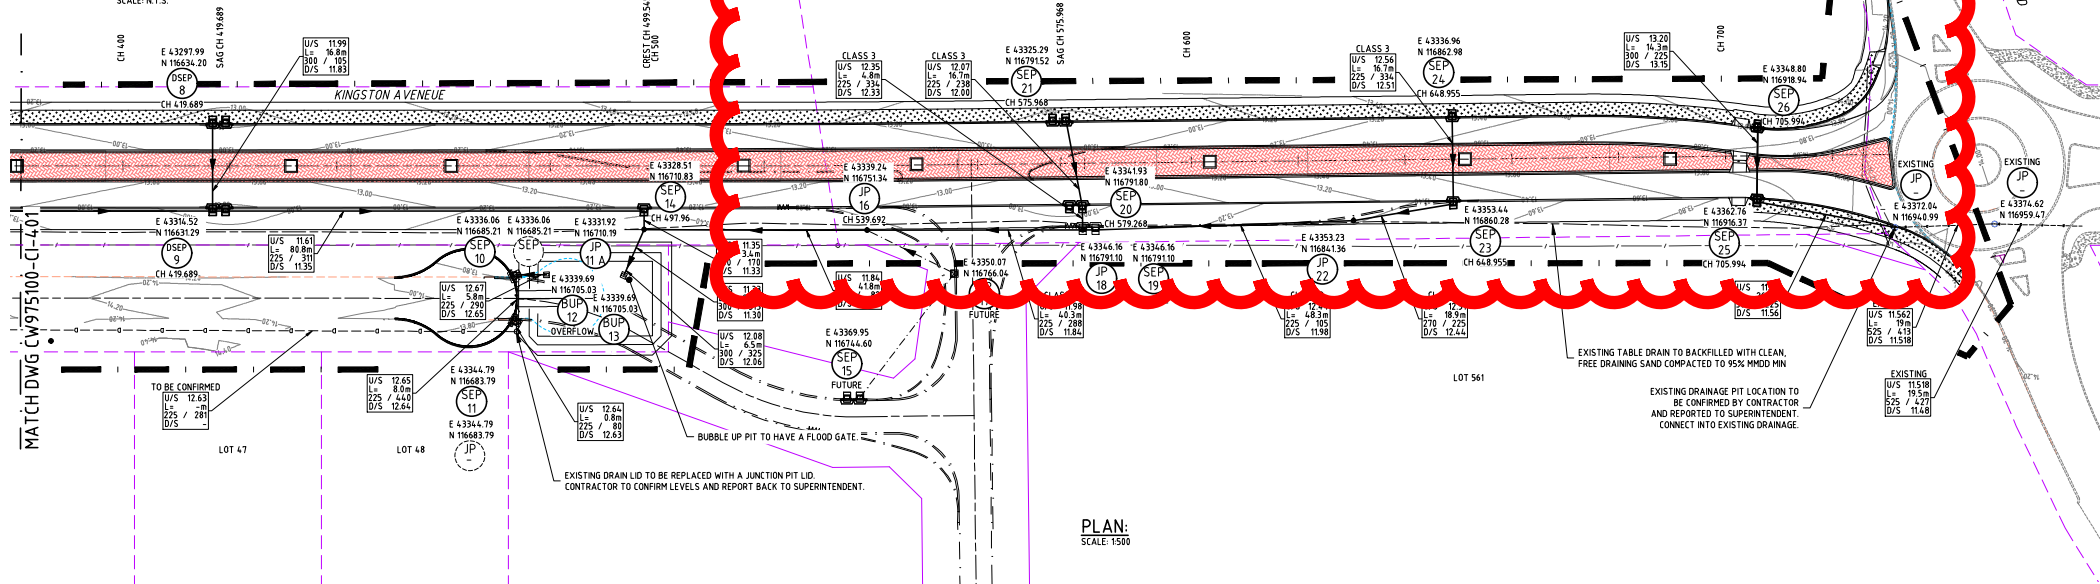 SCALE: N.T.S.
CH 400
SAG CH 419.689
CREST CH 499.54
CH 500
SAG CH 575.968
CH 600
CH 700
E 43297.99
N 116634.20
DSEP
8
CH 419.689
U/S 11.99
L= 16.8m
300 / 105
D/S 11.83
KINGSTON AVENEUE
CLASS 3
U/S 12.35
L= 4.8m
225 / 334
D/S 12.33
CLASS 3
U/S 12.07
L= 16.7m
225 / 238
D/S 12.00
E 43325.29
N 116791.52
SEP
21
CH 575.968
CLASS 3
U/S 12.56
L= 16.7m
225 / 334
D/S 12.51
E 43336.96
N 116862.98
SEP
24
CH 648.955
U/S 13.20
L= 14.3m
300 / 225
D/S 13.15
E 43348.80
N 116918.94
SEP
26
CH 705.994
E 43328.51
N 116710.83
SEP
14
CH 497.96
E 43339.24
N 116751.34
JP
16
CH 539.692
E 43341.93
N 116791.80
SEP
20
CH 579.268
EXISTING
JP
-
E 43372.04
N 116940.99
EXISTING
JP
-
E 43374.62
N 116959.47
MATCH DWG CW975100-CI-401
E 43314.52
N 116631.29
DSEP
9
CH 419.689
U/S 11.61
L= 80.8m
225 / 311
D/S 11.35
E 43336.06
N 116685.21
SEP
10
E 43336.06
N 116685.21
SEP
-
E 43331.92
N 116710.19
JP
11 A
E 43339.69
N 116705.03
BUP
12
OVERFLOW
E 43339.69
N 116705.03
BUP
13
U/S 12.67
L= 5.8m
225 / 290
D/S 12.65
11.35
3.4m
/ 170
11.33
11.30
U/S 12.08
L= 6.5m
300 / 325
D/S 12.06
U/S 11.84
41.8m
E 43350.07
N 116766.04
FUTURE
E 43346.16
N 116791.10
JP
18
E 43346.16
N 116791.10
SEP
19
11.98
L= 40.3m
225 / 288
D/S 11.84
E 43353.23
N 116841.36
JP
22
L= 48.3m
225 / 105
D/S 11.98
E 43353.44
N 116860.28
SEP
23
CH 648.955
L= 18.9m
270 / 225
D/S 12.44
E 43362.76
N 116916.37
SEP
25
CH 705.994
D/S 11.56
U/S 11.562
L= 19m
525 / 413
D/S 11.518
EXISTING
U/S 11.518
L= 19.5m
525 / 427
D/S 11.48
E 43369.95
N 116744.60
SEP
15
FUTURE
TO BE CONFIRMED
U/S 12.63
L= -m
225 / 281
D/S -
U/S 12.65
L= 8.0m
225 / 440
D/S 12.64
E 43344.79
N 116683.79
SEP
11
E 43344.79
N 116683.79
JP
-
U/S 12.64
L= 0.8m
225 / 80
D/S 12.63
BUBBLE UP PIT TO HAVE A FLOOD GATE.
EXISTING DRAIN LID TO BE REPLACED WITH A JUNCTION PIT LID.
CONTRACTOR TO CONFIRM LEVELS AND REPORT BACK TO SUPERINTENDENT.
EXISTING TABLE DRAIN TO BACKFILLED WITH CLEAN,
FREE DRAINING SAND COMPACTED TO 95% MMDD MIN
EXISTING DRAINAGE PIT LOCATION TO
BE CONFIRMED BY CONTRACTOR
AND REPORTED TO SUPERINTENDENT.
CONNECT INTO EXISTING DRAINAGE.
LOT 47
LOT 48
LOT 561
PLAN:
SCALE: 1:500